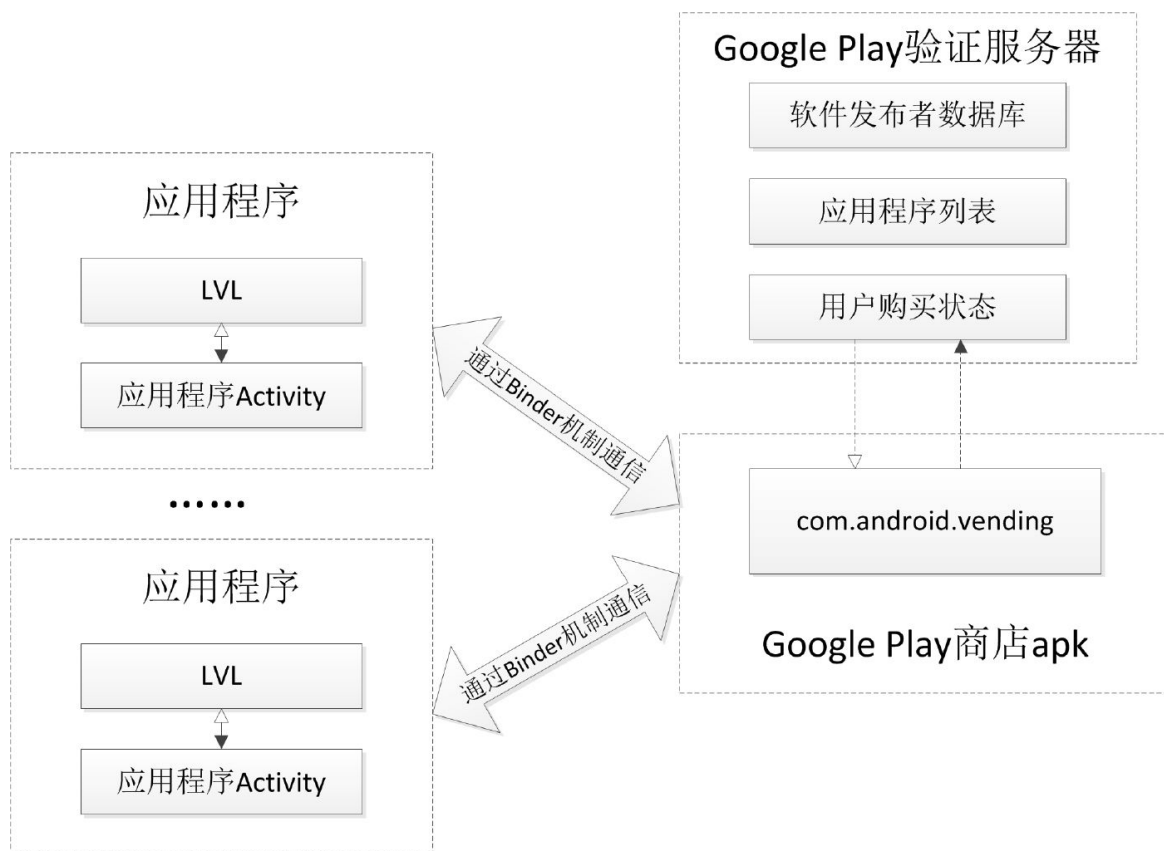 Google Play验证服务器
软件发布者数据库
应用程序列表
用户购买状态
应用程序
LVL
应用程序Activity
通过Binder机制通信
……
com.android.vending
Google Play商店apk
应用程序
LVL
应用程序Activity
通过Binder机制通信